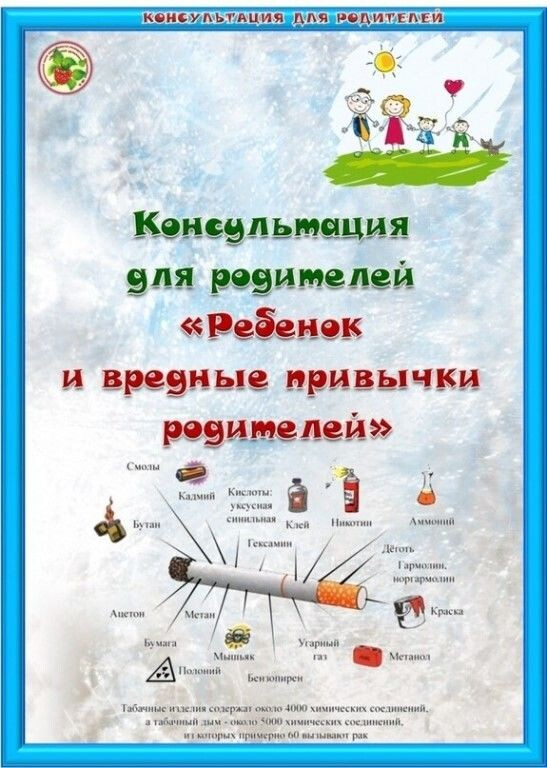 КОНСУЛЬТАЦИЯ ДЛЯ РОДИТЕЛЕЙ
Консультация
для родителей
«Ребенок
и вредные привычки
родителей»
Смолы
Кадмий
Кислоты:
уксусная
синильная
Клей
Никотин
Аммоний
Бутан
Гексамин
Дёготь
Гармолин,
норгармолин
Ацетон
Метан
Краска
Бумага
Мышьяк
Угарный
газ
Метанол
Полоний
Бензопирен
Табачные изделия содержат около 4000 химических соединений,
а табачный дым - около 5000 химических соединений,
из которых примерно 60 вызывают рак